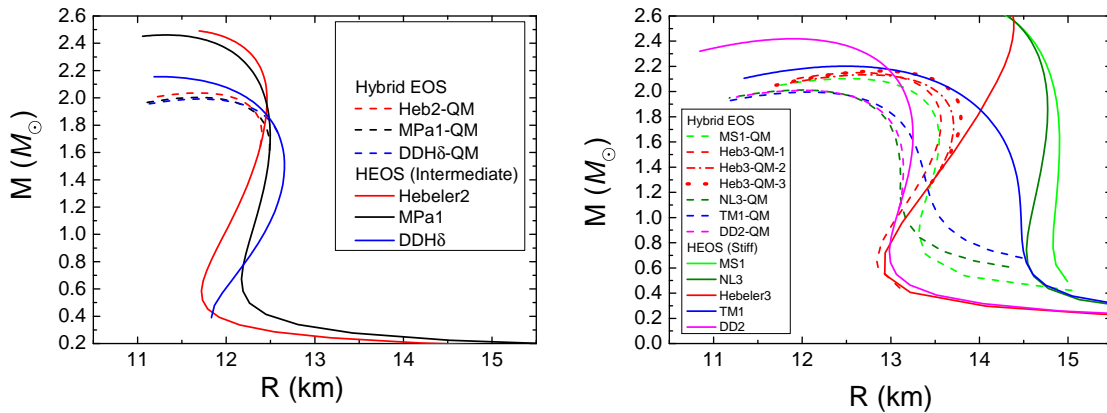 2.6
2.4
2.2
2.0
1.8
1.6
1.4
1.2
1.0
0.8
0.6
0.4
0.2
M (M⊙)
11 12 13 14 15
R (km)
Hybrid EOS
Heb2-QM
MPa1-QM
DDHδ-QM
HEOS (Intermediate)
Hebeler2
MPa1
DDHδ
2.6
2.4
2.2
2.0
1.8
1.6
1.4
1.2
1.0
0.8
0.6
0.4
0.2
0.0
M (M⊙)
11 12 13 14 15
R (km)
Hybrid EOS
MS1-QM
Heb3-QM-1
Heb3-QM-2
Heb3-QM-3
NL3-QM
TM1-QM
DD2-QM
HEOS (Stiff)
MS1
NL3
Hebeler3
TM1
DD2